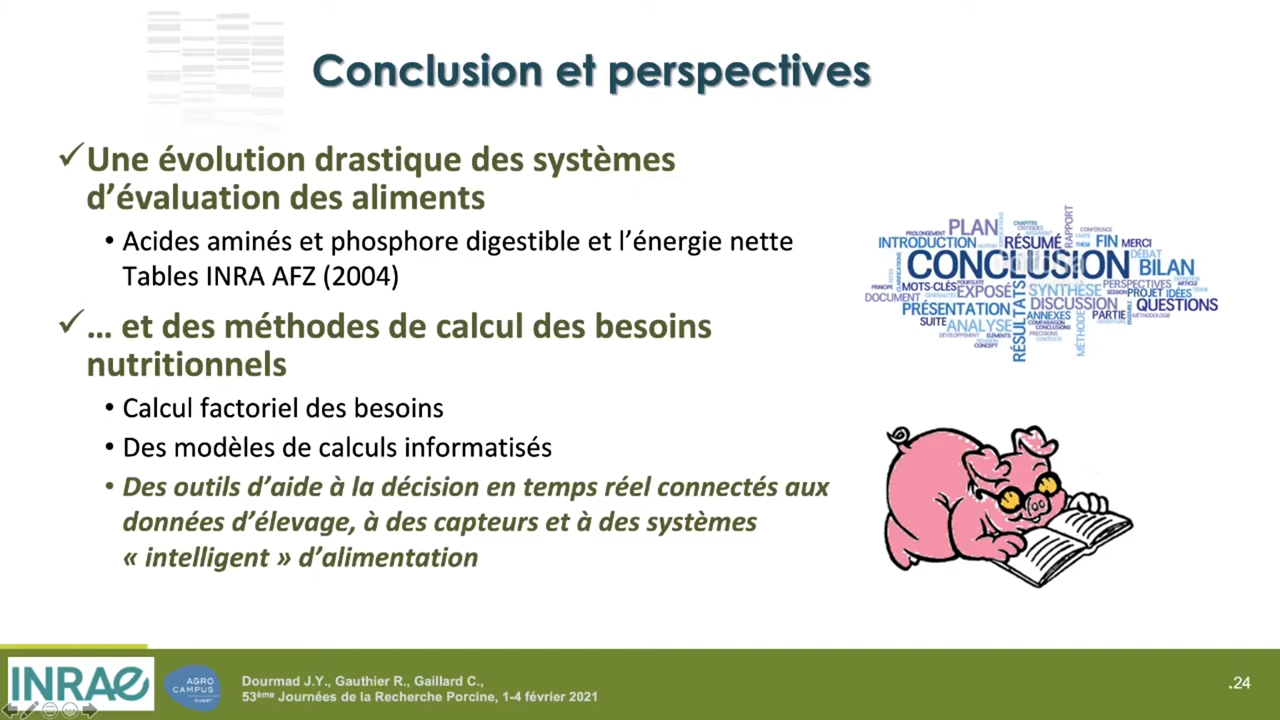 Conclusion et perspectives
✓Une évolution drastique des systèmes
d’évaluation des aliments
• Acides aminés et phosphore digestible et l’énergie nette
Tables INRA AFZ (2004)
✓… et des méthodes de calcul des besoins
nutritionnels
• Calcul factoriel des besoins
• Des modèles de calculs informatisés
• Des outils d’aide à la décision en temps réel connectés aux
données d’élevage, à des capteurs et à des systèmes
« intelligent » d’alimentation
PLAN
RAPPORT
INTRODUCTION
RÉSUMÉ
FIN
MERCI
DÉBAT
CONCLUSION
BILAN
MOTS-CLÉS
DOCUMENT
EXPOSÉ
SYNTHÈSE
PERSPECTIVES
PROJET
IDÉES
PRÉSENTATION
RÉSULTATS
DISCUSSION
QUESTIONS
SUITE
ANALYSE
ANNEXES
PARTIE
MÉTHODE
CONCEPT
INRAE
AGRO
CAMPUS
OUEST
Dourmad J.Y., Gauthier R., Gaillard C.,
53ème Journées de la Recherche Porcine, 1-4 février 2021
.24